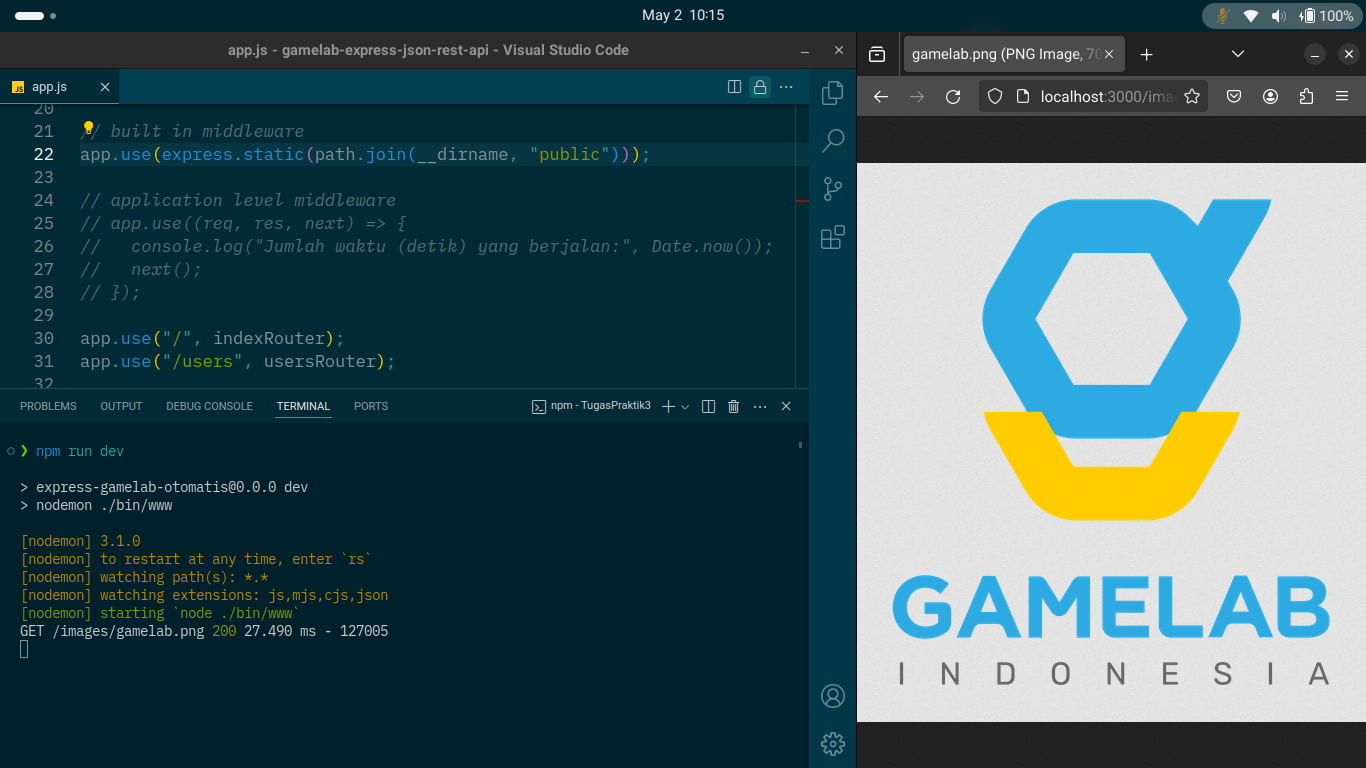 May 2 10:15
100%
app.js - gamelab-express-json-rest-api - Visual Studio Code
JS app.js
20
21 // built in middleware
22 app.use(express.static(path.join(__dirname, "public")));
23
24 // application level middleware
25 // app.use((req, res, next) => {
26 //   console.log("Jumlah waktu (detik) yang berjalan:", Date.now());
27 //   next();
28 // });
29
30 app.use("/", indexRouter);
31 app.use("/users", usersRouter);
32
PROBLEMS OUTPUT DEBUG CONSOLE TERMINAL PORTS npm - TugasPraktik3
❯ npm run dev
> express-gamelab-otomatis@0.0.0 dev
> nodemon ./bin/www
[nodemon] 3.1.0
[nodemon] to restart at any time, enter `rs`
[nodemon] watching path(s): *.*
[nodemon] watching extensions: js,mjs,cjs,json
[nodemon] starting `node ./bin/www`
GET /images/gamelab.png 200 27.490 ms - 127005
gamelab.png (PNG Image, 70
localhost:3000/ima
GAMELAB
INDONESIA